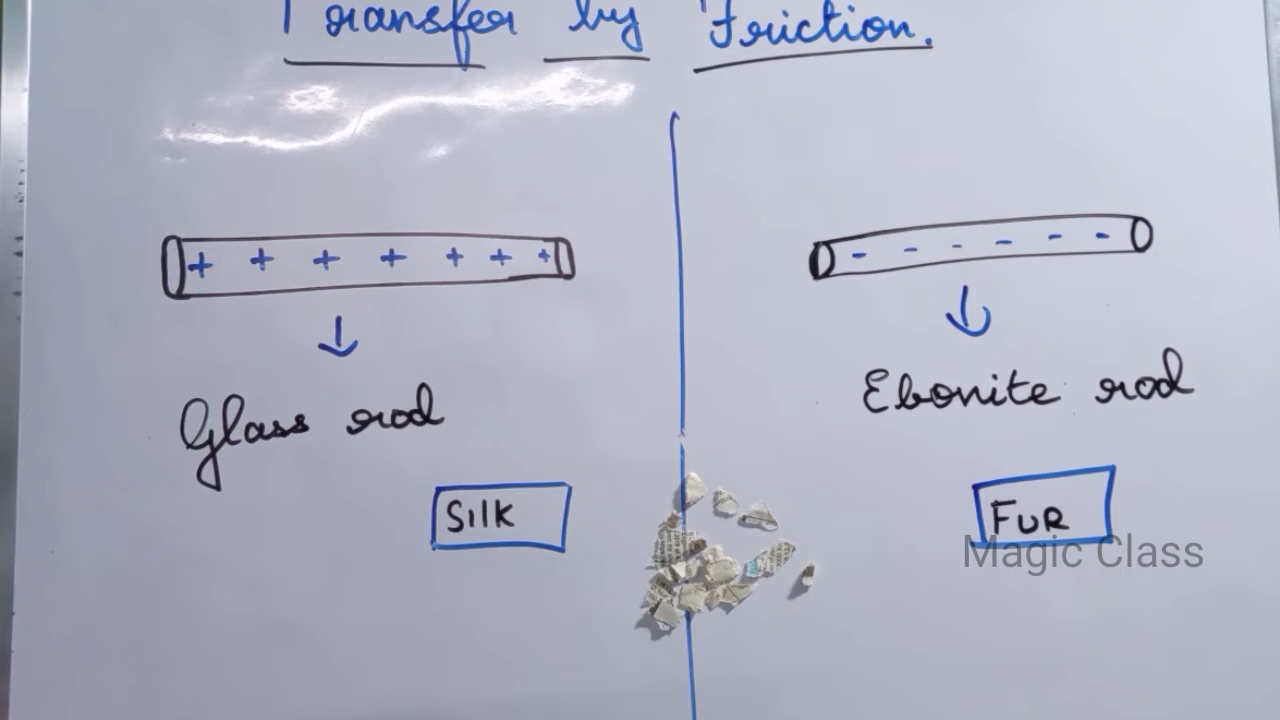 Transfer by Friction.
+ + + + + + +
- - - - - -
↓
↓
Glass rod
Ebonite rod
Silk
FUR
Magic Class